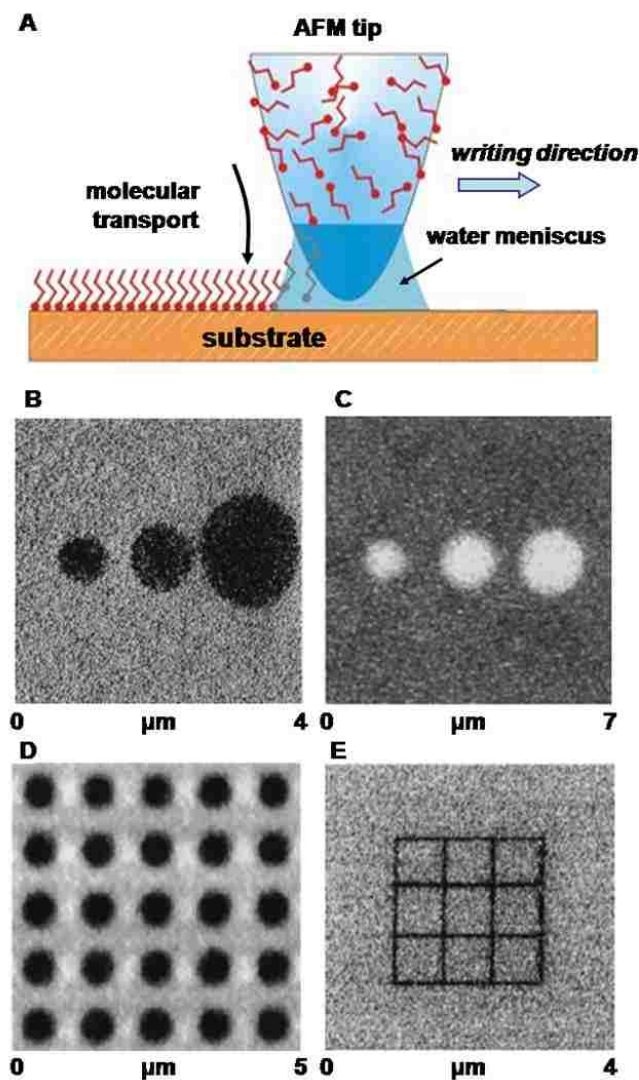 A
AFM tip
writing direction
molecular
transport
water meniscus
substrate
B
C
0 µm 4
0 µm 7
D
E
0 µm 5
0 µm 4